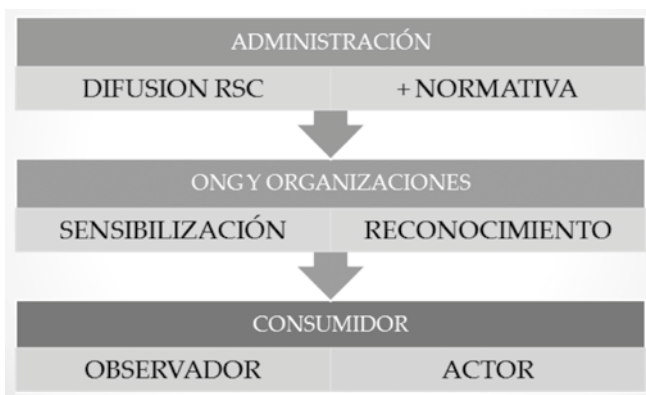 ADMINISTRACIÓN
DIFUSION RSC + NORMATIVA
ONG Y ORGANIZACIONES
SENSIBILIZACIÓN RECONOCIMIENTO
CONSUMIDOR
OBSERVADOR ACTOR